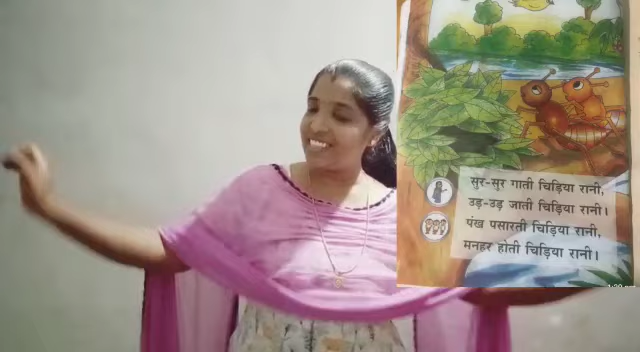 सुर-सुर गाती चिड़िया रानी,
उड़-उड़ जाती चिड़िया रानी।
पंख पसारती चिड़िया रानी,
मनहर होती चिड़िया रानी।